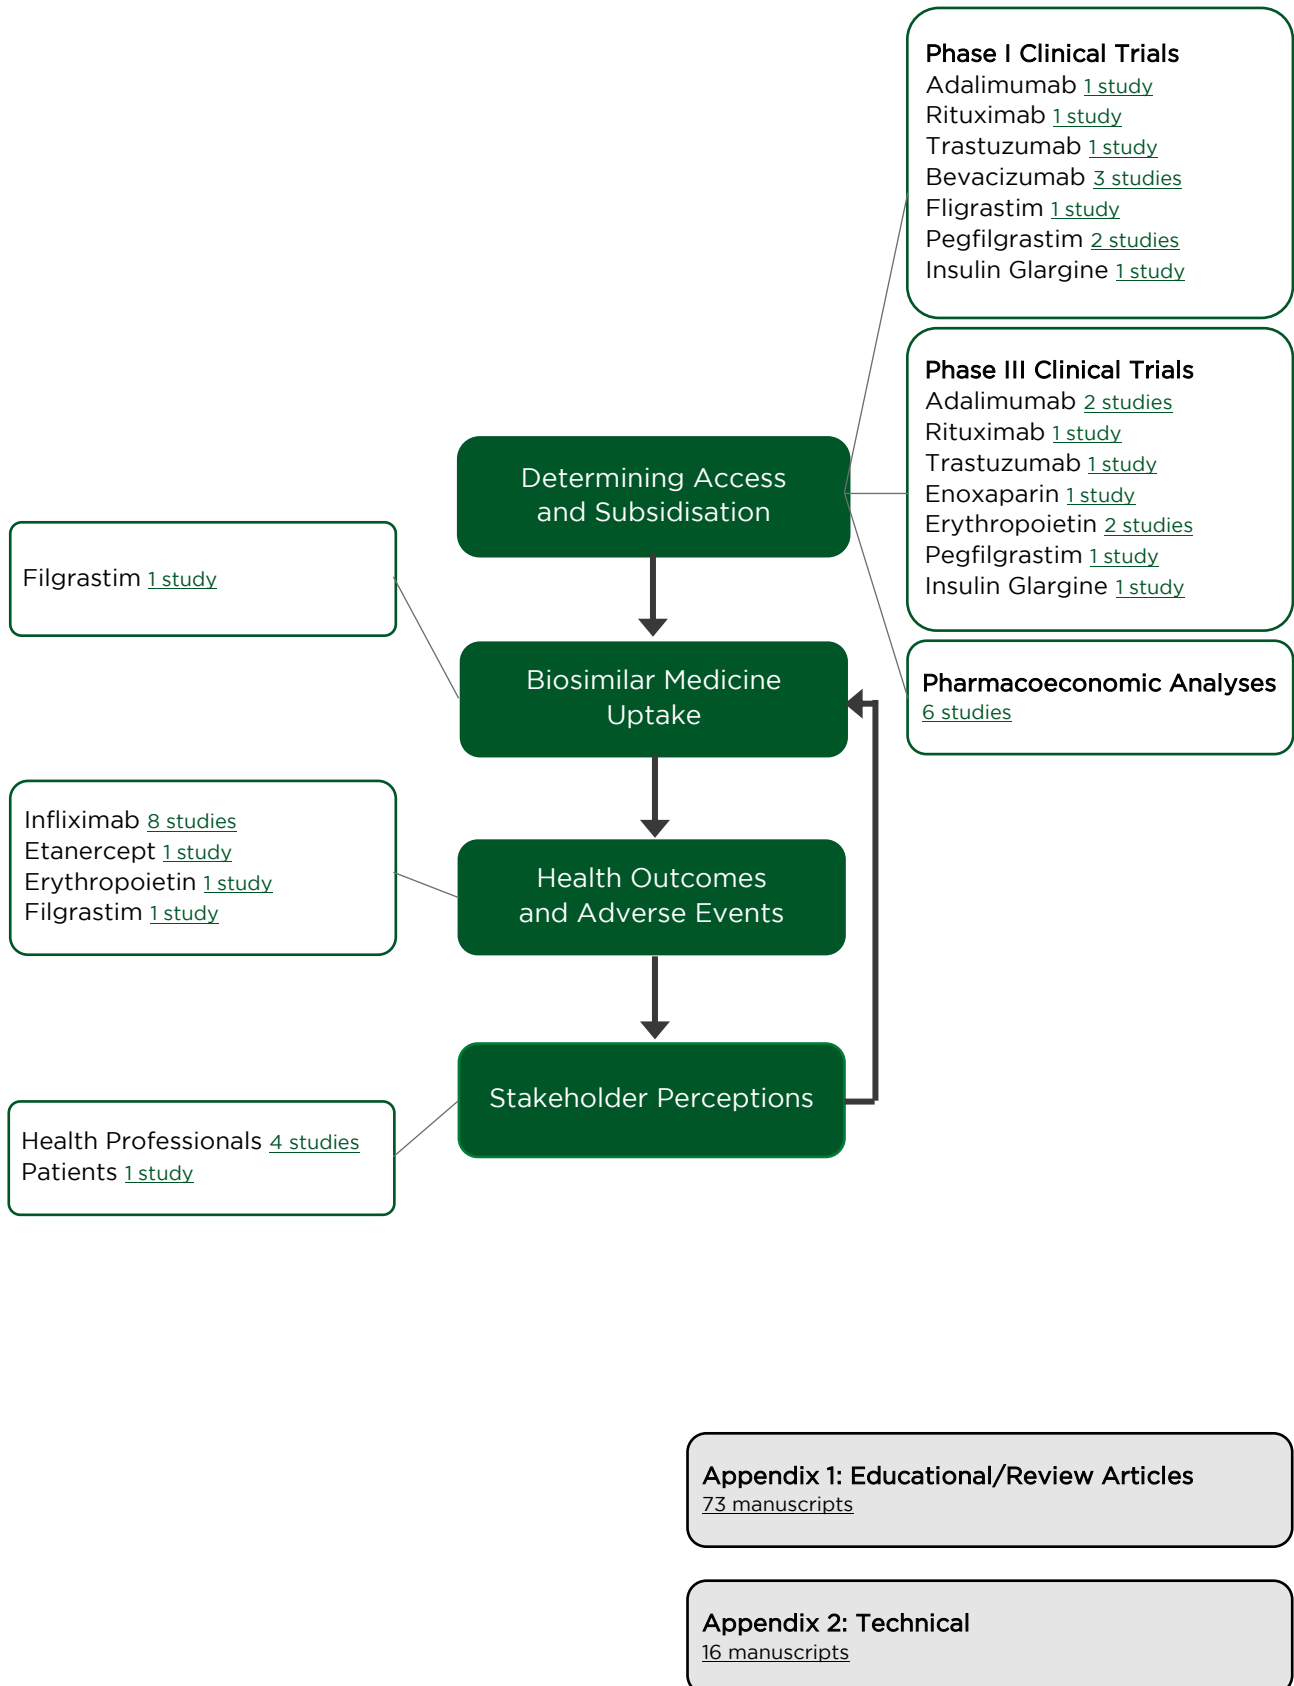 Phase I Clinical Trials
Adalimumab 1 study
Rituximab 1 study
Trastuzumab 1 study
Bevacizumab 3 studies
Fligrastim 1 study
Pegfilgrastim 2 studies
Insulin Glargine 1 study
Phase III Clinical Trials
Adalimumab 2 studies
Rituximab 1 study
Trastuzumab 1 study
Enoxaparin 1 study
Erythropoietin 2 studies
Pegfilgrastim 1 study
Insulin Glargine 1 study
Determining Access
and Subsidisation
Filgrastim 1 study
Biosimilar Medicine
Uptake
Pharmacoeconomic Analyses
6 studies
Infliximab 8 studies
Etanercept 1 study
Erythropoietin 1 study
Filgrastim 1 study
Health Outcomes
and Adverse Events
Stakeholder Perceptions
Health Professionals 4 studies
Patients 1 study
Appendix 1: Educational/Review Articles
73 manuscripts
Appendix 2: Technical
16 manuscripts